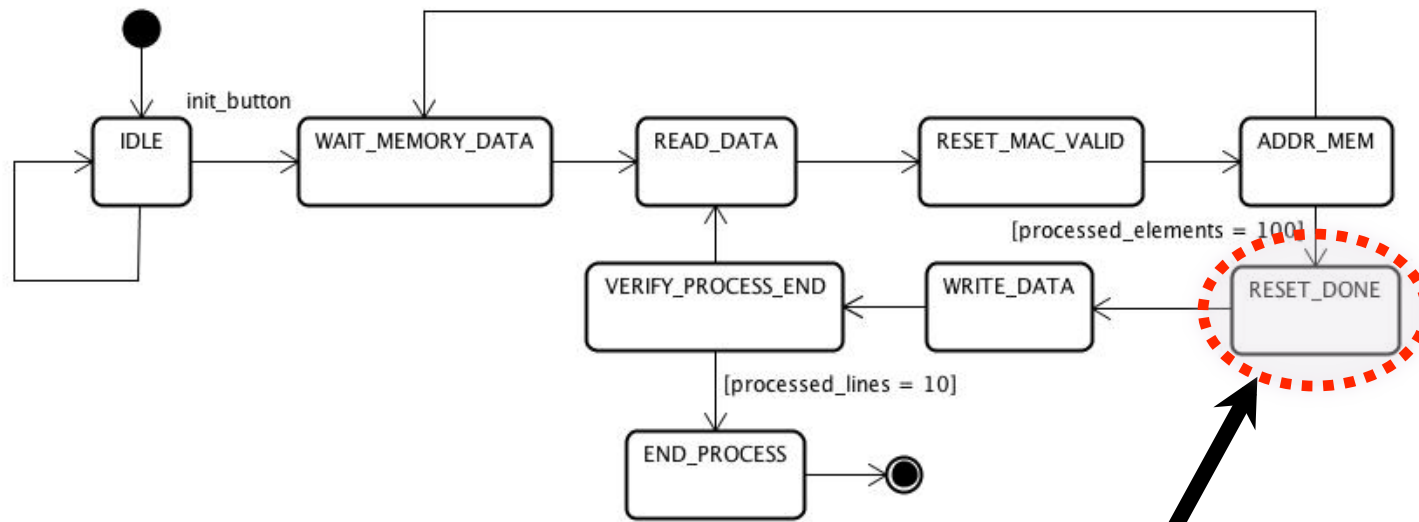 init_button
IDLE
WAIT_MEMORY_DATA
READ_DATA
RESET_MAC_VALID
ADDR_MEM
[processed_elements = 100]
VERIFY_PROCESS_END
WRITE_DATA
RESET_DONE
[processed_lines = 10]
END_PROCESS